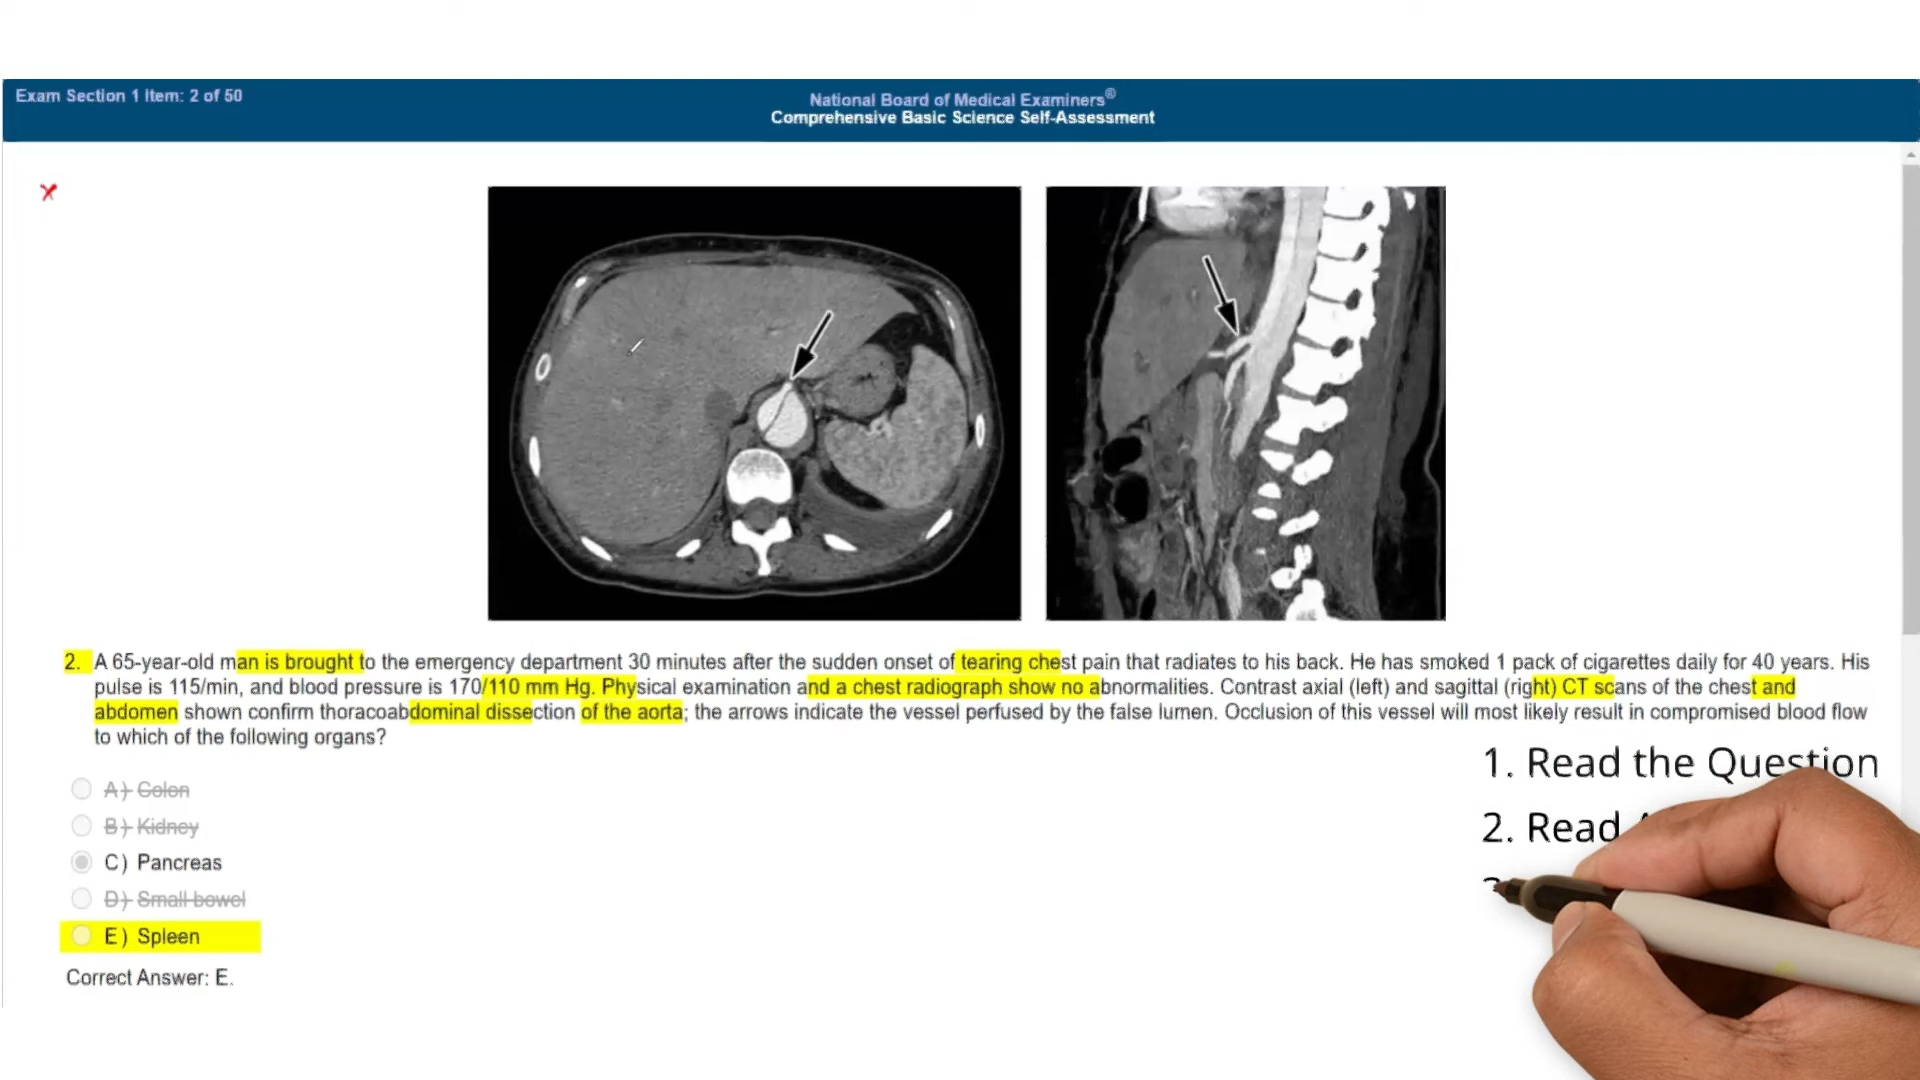 Exam Section 1 Item: 2 of 50
National Board of Medical Examiners®
Comprehensive Basic Science Self-Assessment
2. A 65-year-old man is brought to the emergency department 30 minutes after the sudden onset of tearing chest pain that radiates to his back. He has smoked 1 pack of cigarettes daily for 40 years. His
pulse is 115/min, and blood pressure is 170/110 mm Hg. Physical examination and a chest radiograph show no abnormalities. Contrast axial (left) and sagittal (right) CT scans of the chest and
abdomen shown confirm thoracoabdominal dissection of the aorta; the arrows indicate the vessel perfused by the false lumen. Occlusion of this vessel will most likely result in compromised blood flow
to which of the following organs?
A) Colon
B) Kidney
C) Pancreas
D) Small bowel
E) Spleen
Correct Answer: E.
1. Read the Question
2. Read